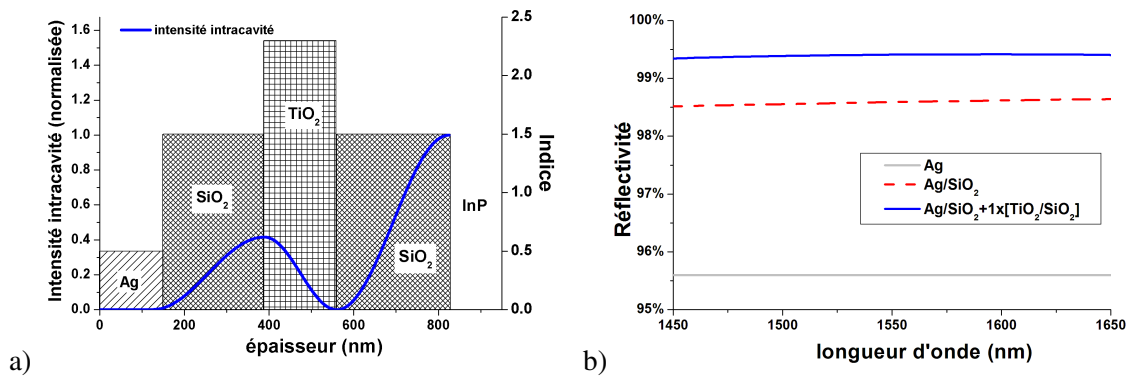 Intensité intracavité (normalisée)
1.6
1.4
1.2
1.0
0.8
0.6
0.4
0.2
0.0
intensité intracavité
TiO2
SiO2
Ag
SiO2
InP
2.5
2.0
1.5
1.0
0.5
0.0
Indice
0
200
400
600
800
épaisseur (nm)
a)
Réflectivité
100%
99%
98%
97%
96%
95%
Ag
Ag/SiO2
Ag/SiO2+1x[TiO2/SiO2]
1450
1500
1550
1600
1650
longueur d'onde (nm)
b)